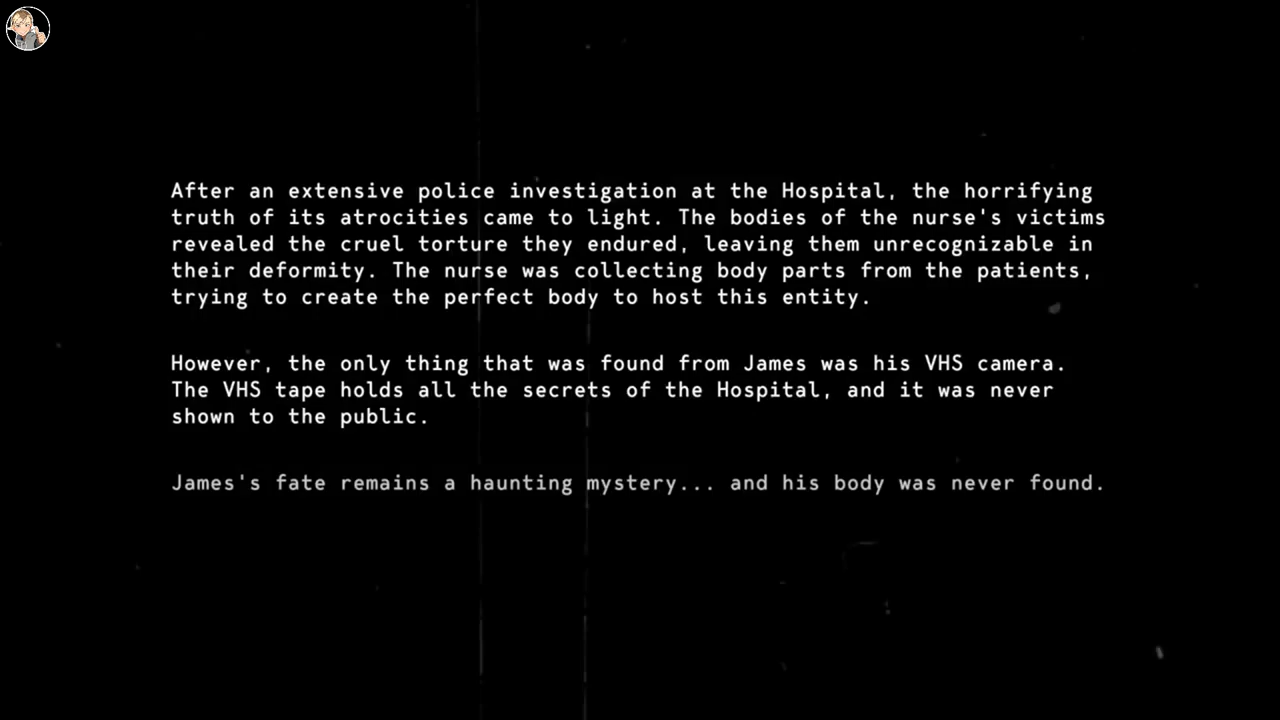 After an extensive police investigation at the Hospital, the horrifying
truth of its atrocities came to light. The bodies of the nurse's victims
revealed the cruel torture they endured, leaving them unrecognizable in
their deformity. The nurse was collecting body parts from the patients,
trying to create the perfect body to host this entity.
However, the only thing that was found from James was his VHS camera.
The VHS tape holds all the secrets of the Hospital, and it was never
shown to the public.
James's fate remains a haunting mystery... and his body was never found.